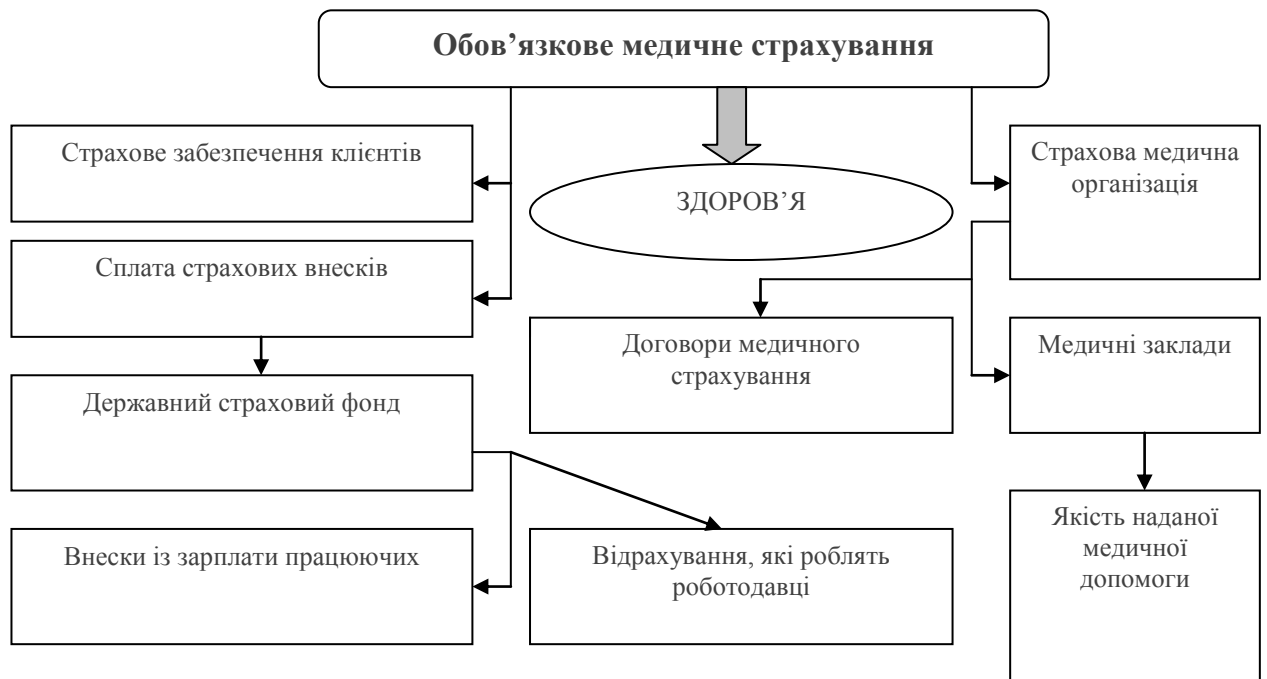 Обов’язкове медичне страхування
Страхове забезпечення клієнтів
ЗДОРОВ’Я
Страхова медична
організація
Сплата страхових внесків
Договори медичного
страхування
Медичні заклади
Державний страховий фонд
Внески із зарплати працюючих
Відрахування, які роблять
роботодавці
Якість наданої
медичної
допомоги